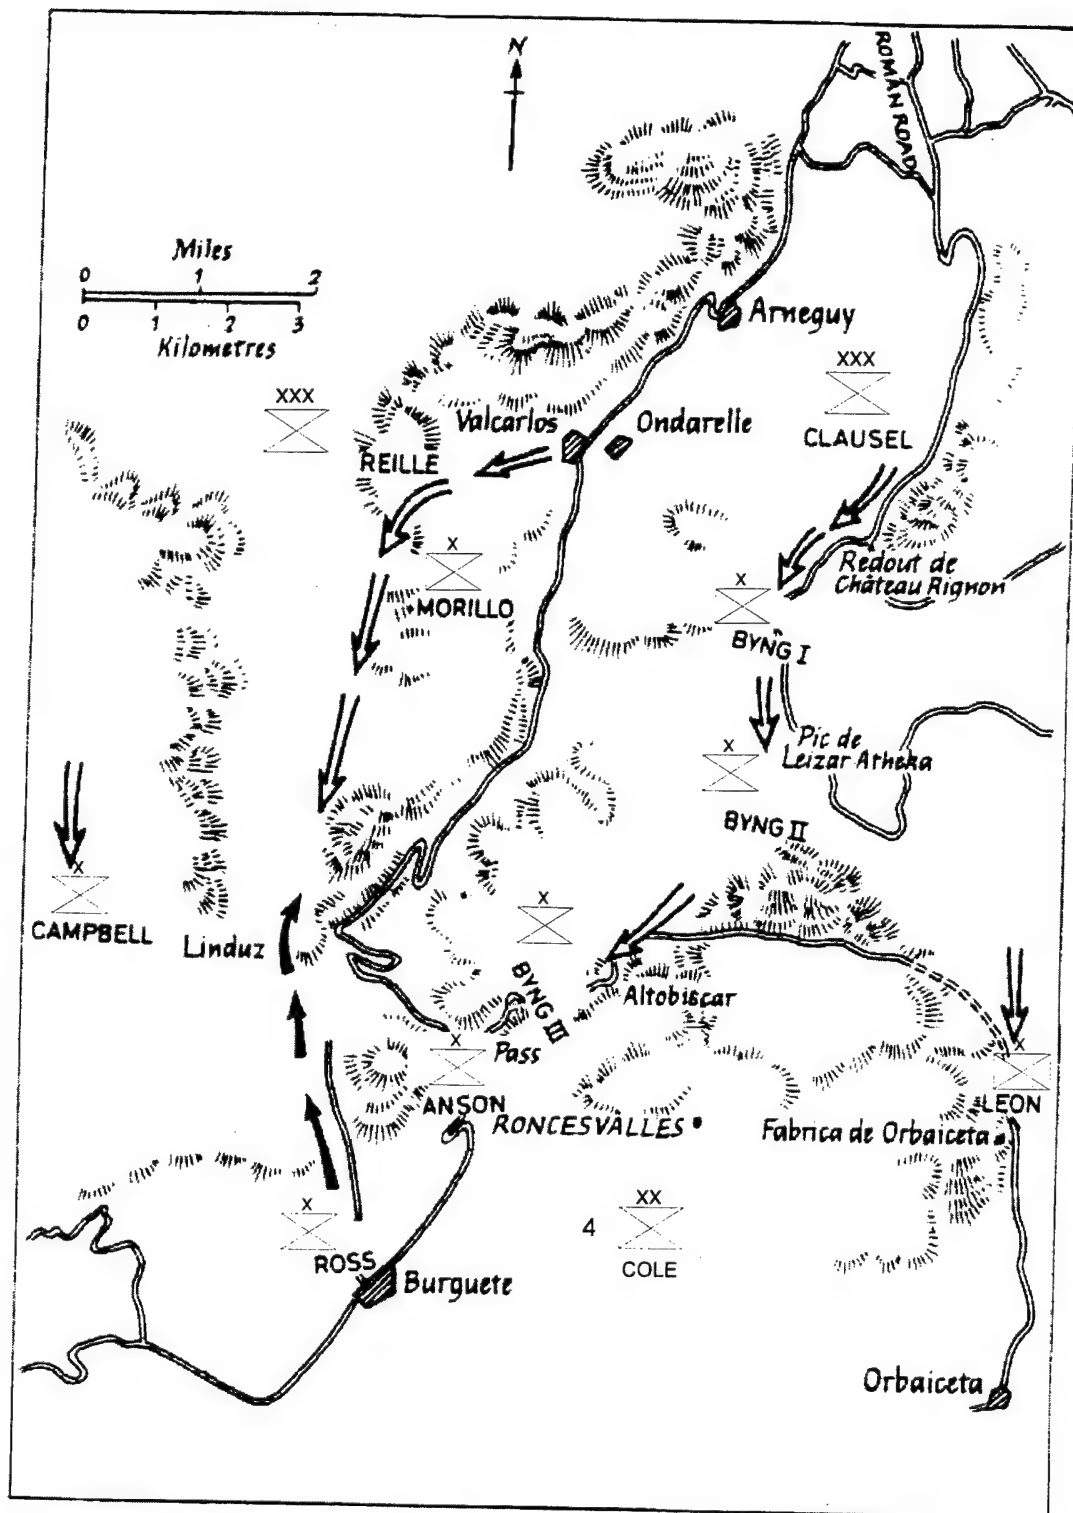 N
ROMAN ROAD
Miles
0 1 2
0 1 2 3
Kilometres
Arneguy
XXX
XXX
Valcarlos
Ondarelle
CLAUSEL
REILLE
X
MORILLO
Redout de
Château Rignon
X
BYNG I
Pic de
Leizar Atheka
X
BYNG II
X
CAMPBELL
Linduz
X
BYNG III
Altobiscar
Pass
X
ANSON
RONCESVALLES
X
LEON
Fabrica de Orbaiceta
X
ROSS
Burguete
XX
4
COLE
Orbaiceta